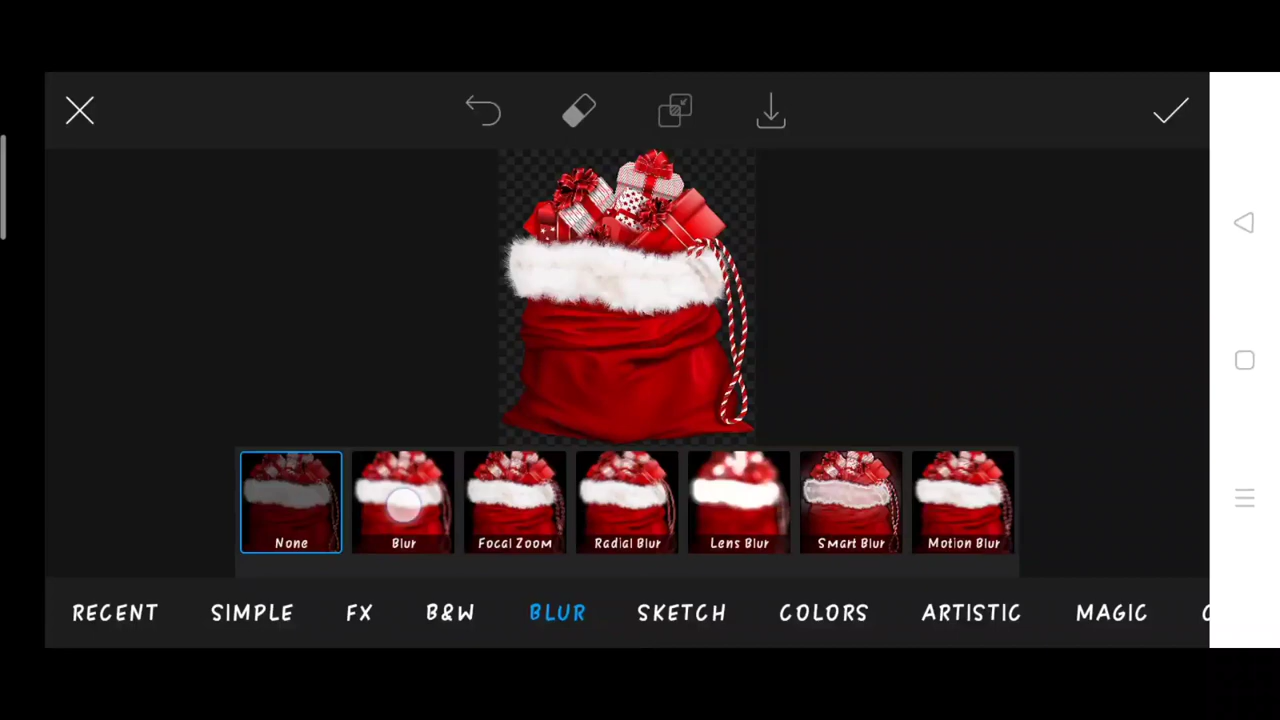 None Blur Focal Zoom Radial Blur Lens Blur Smart Blur Motion Blur
RECENT SIMPLE FX B&W BLUR SKETCH COLORS ARTISTIC MAGIC